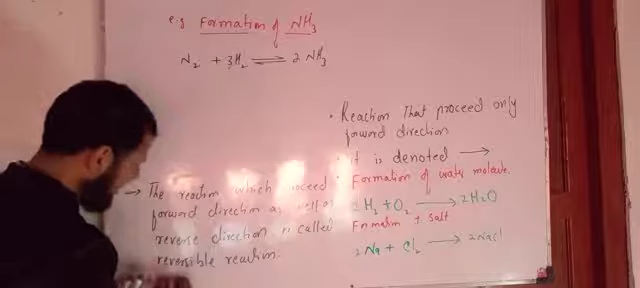 e.g Formation of NH3
N2 + 3H2 ⇌ 2 NH3
→ The reaction which proceed
forward direction as well as
reverse direction is called
reversible reaction.
· Reaction That proceed only
forward direction
· it is denoted →
· Formation of water molecule.
2H2 + O2 → 2H2O
Formation + salt
2Na + Cl2 → 2NaCl